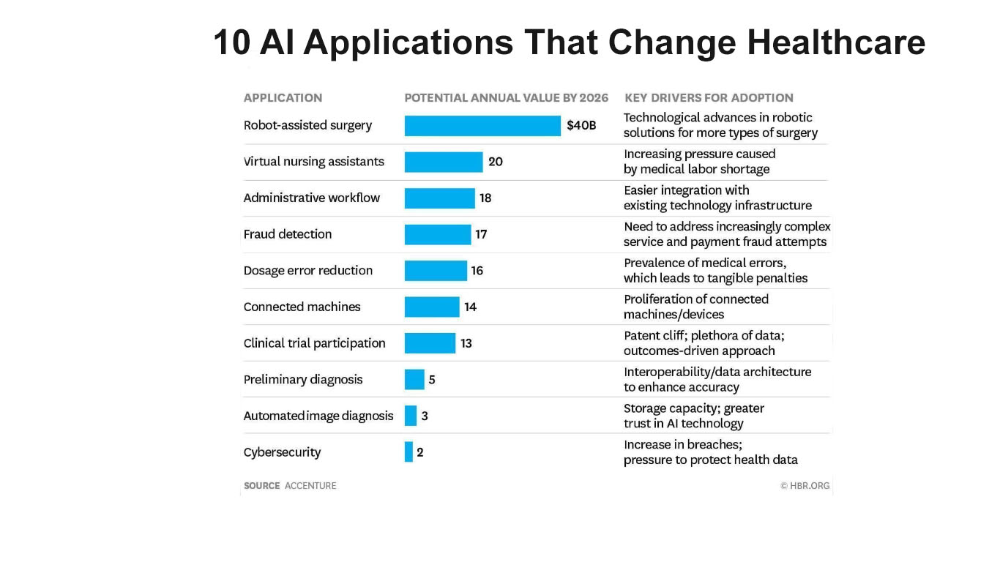 10 AI Applications That Change Healthcare
APPLICATION POTENTIAL ANNUAL VALUE BY 2026 KEY DRIVERS FOR ADOPTION
Robot-assisted surgery $40B Technological advances in robotic
solutions for more types of surgery
Virtual nursing assistants 20 Increasing pressure caused
by medical labor shortage
Administrative workflow 18 Easier integration with
existing technology infrastructure
Fraud detection 17 Need to address increasingly complex
service and payment fraud attempts
Dosage error reduction 16 Prevalence of medical errors,
which leads to tangible penalties
Connected machines 14 Proliferation of connected
machines/devices
Clinical trial participation 13 Patent cliff; plethora of data;
outcomes-driven approach
Preliminary diagnosis 5 Interoperability/data architecture
to enhance accuracy
Automated image diagnosis 3 Storage capacity; greater
trust in AI technology
Cybersecurity 2 Increase in breaches;
pressure to protect health data
SOURCE ACCENTURE © HBR.ORG